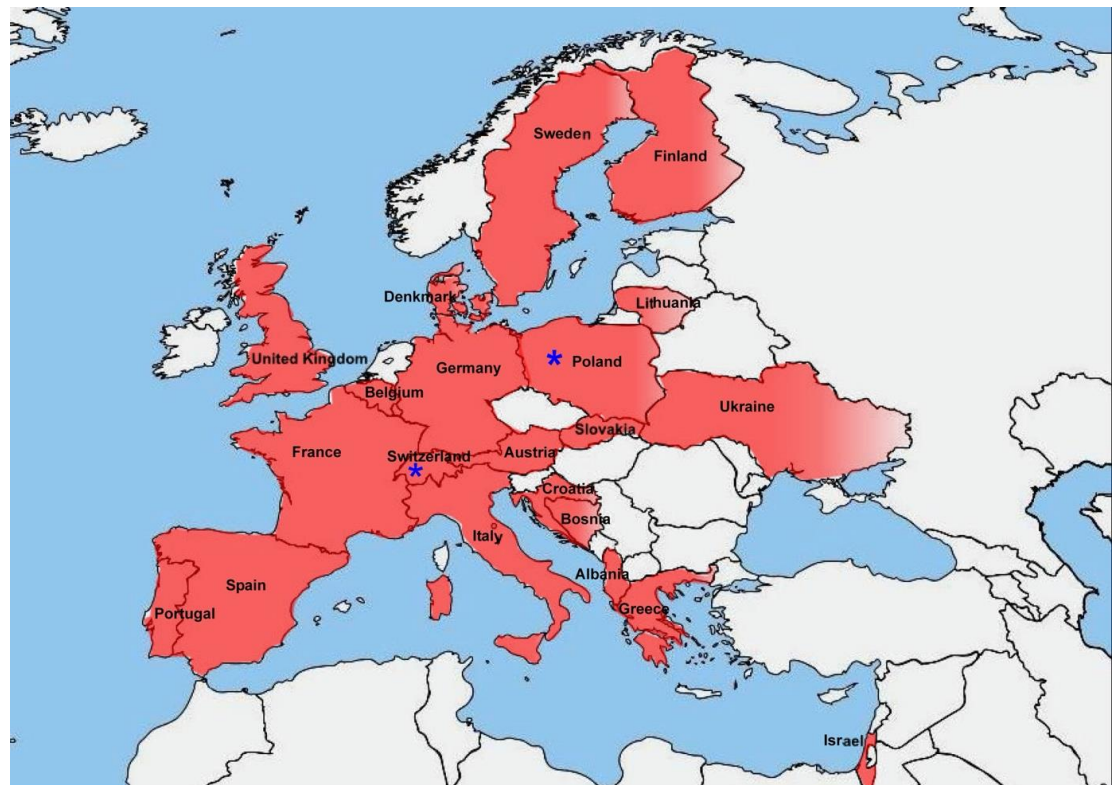 Sweden
Finland
Denkmark
Lithuania
United Kingdom
Germany
Poland
Belgium
Ukraine
Slovakia
France
Switzerland
Austria
Croatia
Bosnia
Italy
Albania
Spain
Portugal
Greece
Israel